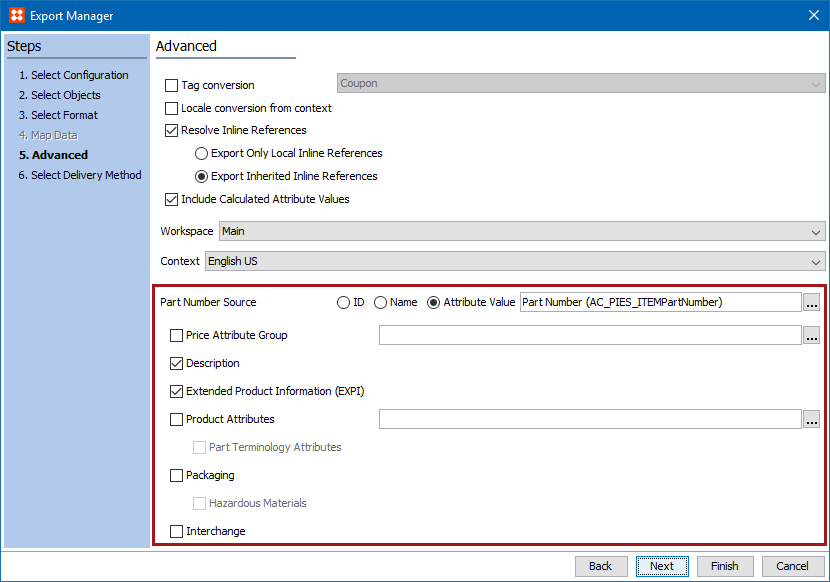 Export Manager
Steps
1. Select Configuration
2. Select Objects
3. Select Format
4. Map Data
5. Advanced
6. Select Delivery Method
Advanced
Tag conversion Coupon
Locale conversion from context
Resolve Inline References
Export Only Local Inline References
Export Inherited Inline References
Include Calculated Attribute Values
Workspace Main
Context English US
Part Number Source ID Name Attribute Value Part Number (AC_PIES_ITEMPartNumber) ...
Price Attribute Group ...
Description
Extended Product Information (EXPI)
Product Attributes ...
Part Terminology Attributes
Packaging
Hazardous Materials
Interchange
Back Next Finish Cancel